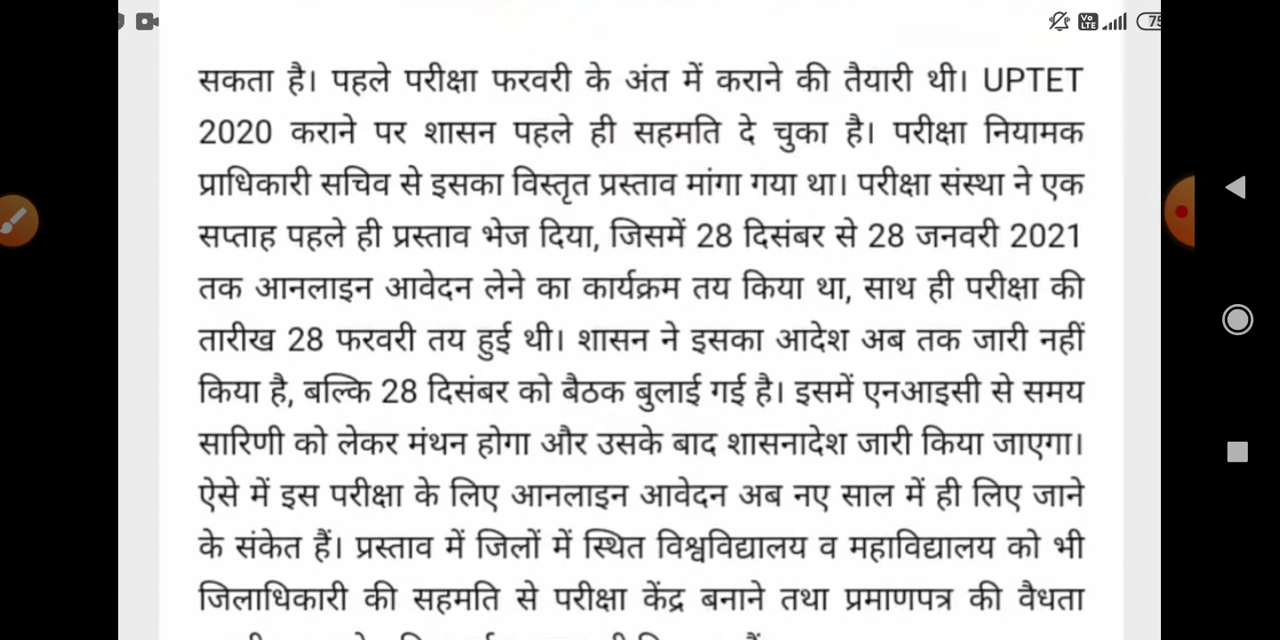 Vo
LTE
75
सकता है। पहले परीक्षा फरवरी के अंत में कराने की तैयारी थी। UPTET
2020 कराने पर शासन पहले ही सहमति दे चुका है। परीक्षा नियामक
प्राधिकारी सचिव से इसका विस्तृत प्रस्ताव मांगा गया था। परीक्षा संस्था ने एक
सप्ताह पहले ही प्रस्ताव भेज दिया, जिसमें 28 दिसंबर से 28 जनवरी 2021
तक आनलाइन आवेदन लेने का कार्यक्रम तय किया था, साथ ही परीक्षा की
तारीख 28 फरवरी तय हुई थी। शासन ने इसका आदेश अब तक जारी नहीं
किया है, बल्कि 28 दिसंबर को बैठक बुलाई गई है। इसमें एनआइसी से समय
सारिणी को लेकर मंथन होगा और उसके बाद शासनादेश जारी किया जाएगा।
ऐसे में इस परीक्षा के लिए आनलाइन आवेदन अब नए साल में ही लिए जाने
के संकेत हैं। प्रस्ताव में जिलों में स्थित विश्वविद्यालय व महाविद्यालय को भी
जिलाधिकारी की सहमति से परीक्षा केंद्र बनाने तथा प्रमाणपत्र की वैधता